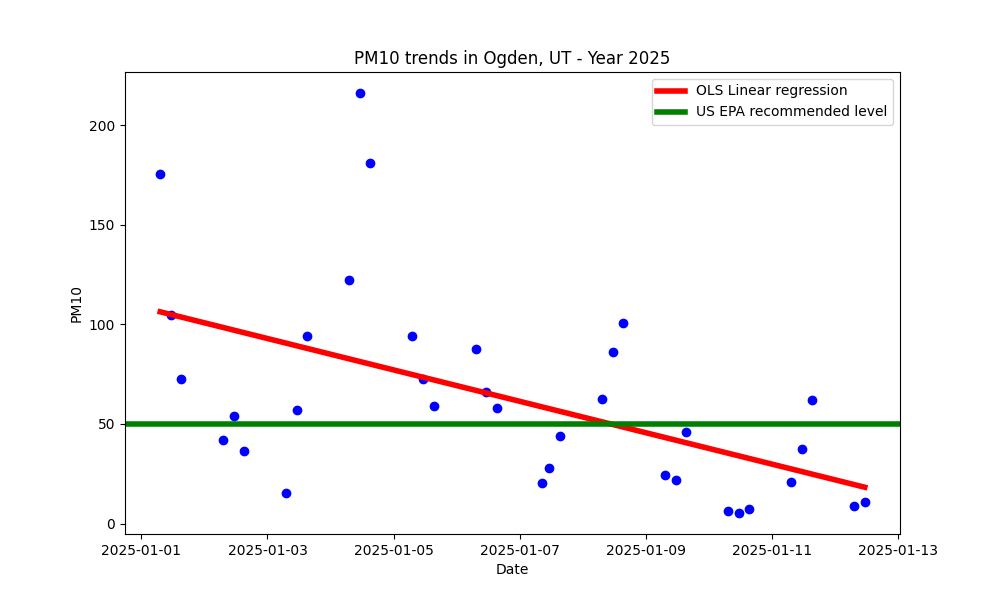 PM10 trends in Ogden, UT - Year 2025
OLS Linear regression
US EPA recommended level
200
150
100
50
0
PM10
2025-01-01
2025-01-03
2025-01-05
2025-01-07
2025-01-09
2025-01-11
2025-01-13
Date